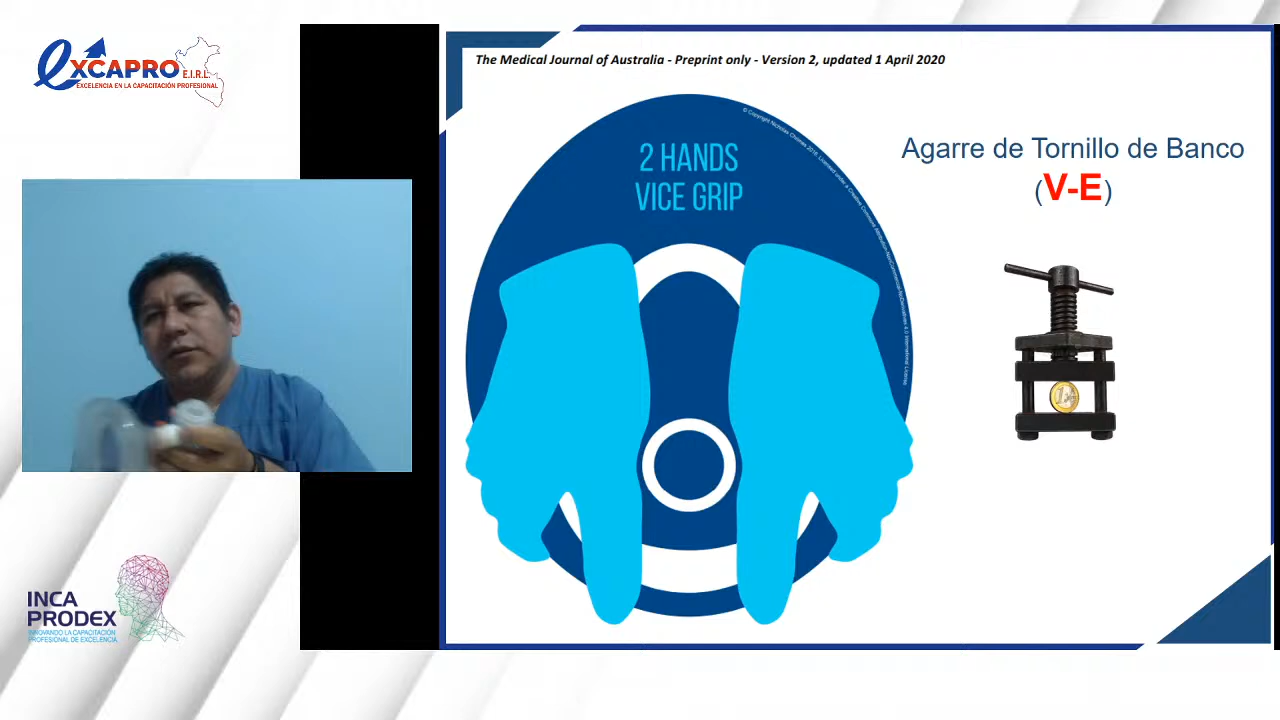 eXCAPRO E.I.R.L.
EXCELENCIA EN LA CAPACITACIÓN PROFESIONAL
The Medical Journal of Australia - Preprint only - Version 2, updated 1 April 2020
2 HANDS
VICE GRIP
Agarre de Tornillo de Banco
(V-E)
INCA
PRODEX
INNOVANDO LA CAPACITACIÓN
PROFESIONAL DE EXCELENCIA